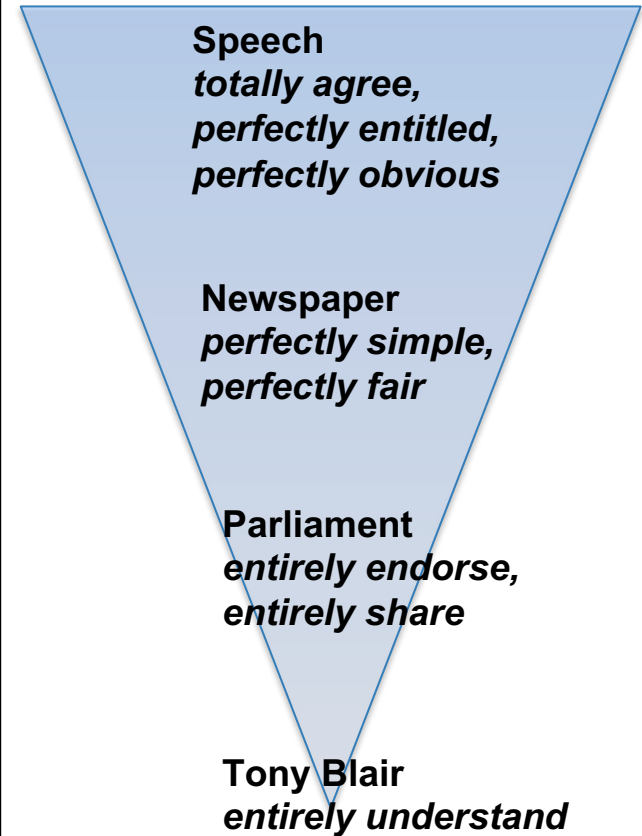 Speech
totally agree,
perfectly entitled,
perfectly obvious
Newspaper
perfectly simple,
perfectly fair
Parliament
entirely endorse,
entirely share
Tony Blair
entirely understand